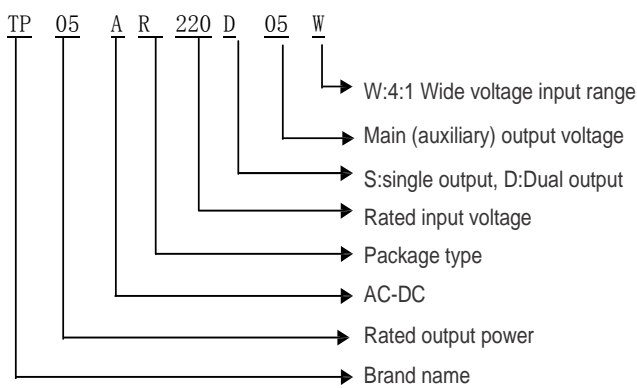 TP 05 A R 220 D 05 W
W:4:1 Wide voltage input range
Main (auxiliary) output voltage
S:single output, D:Dual output
Rated input voltage
Package type
AC-DC
Rated output power
Brand name